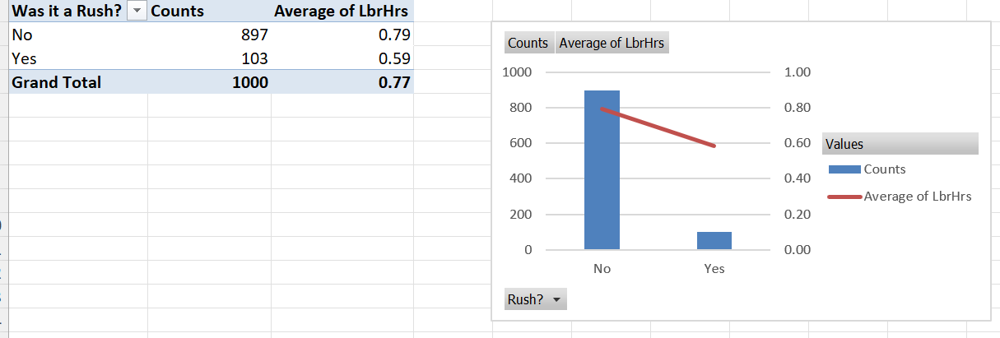 Was it a Rush? Counts Average of LbrHrs
No 897 0.79
Yes 103 0.59
Grand Total 1000 0.77
Counts Average of LbrHrs
1000 1.00
800 0.80
600 0.60
400 0.40
200 0.20
0 0.00
No Yes
Values
Counts
Average of LbrHrs
Rush?